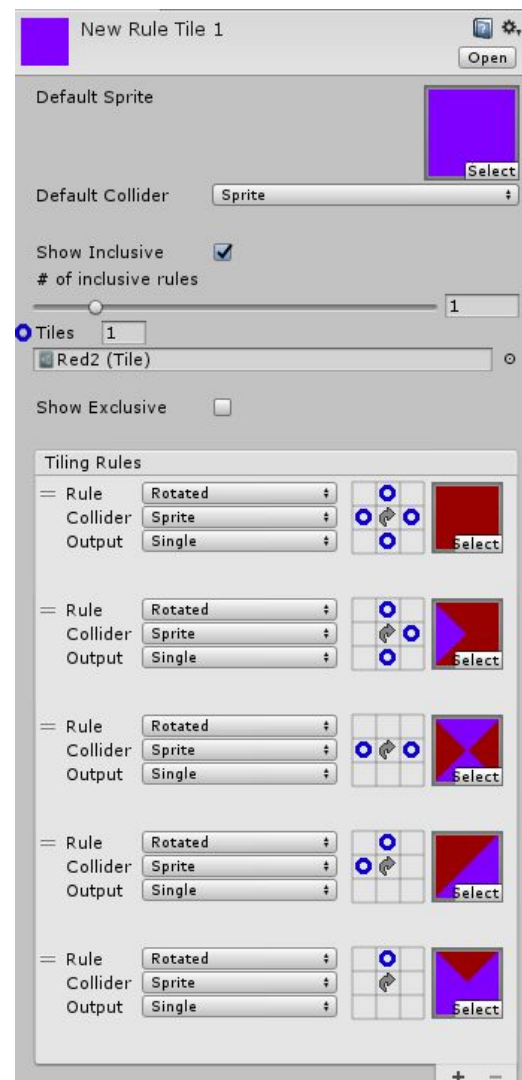 New Rule Tile 1
Open
Default Sprite
Select
Default Collider Sprite
Show Inclusive
# of inclusive rules
1
Tiles 1
Red2 (Tile)
Show Exclusive
Tiling Rules
Rule Rotated
Collider Sprite
Output Single
Select
Rule Rotated
Collider Sprite
Output Single
Select
Rule Rotated
Collider Sprite
Output Single
Select
Rule Rotated
Collider Sprite
Output Single
Select
Rule Rotated
Collider Sprite
Output Single
Select
+ −